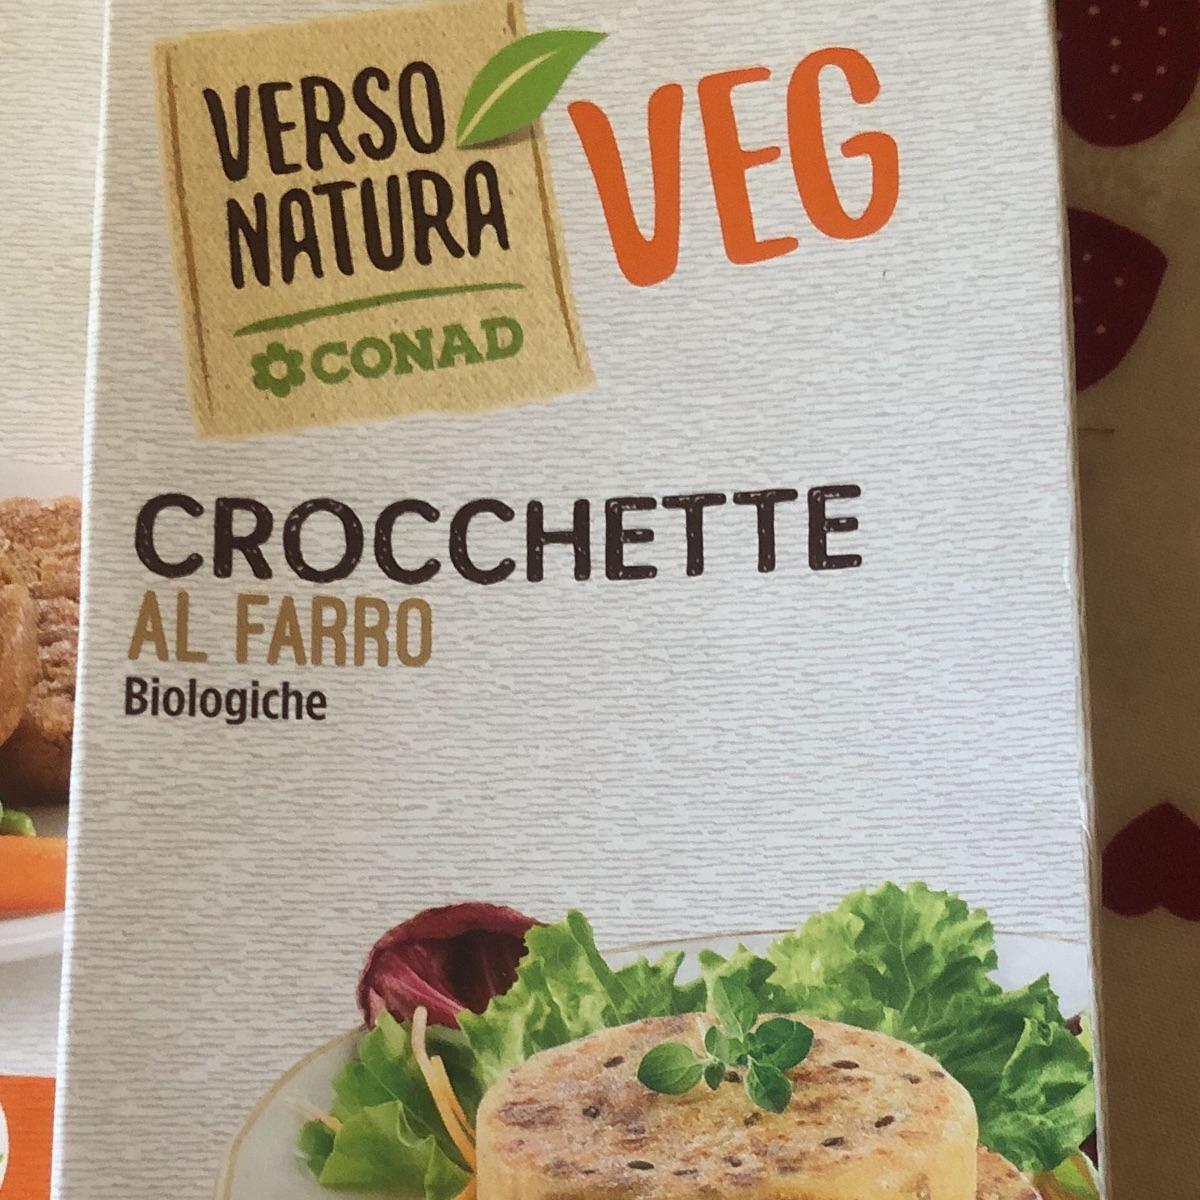 VERSO
NATURA
CONAD
VEG
CROCCHETTE
AL FARRO
Biologiche